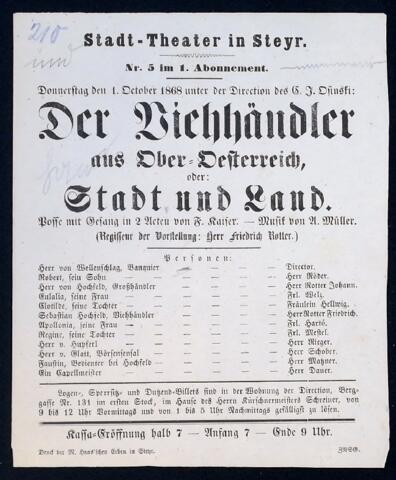 210
und
Stadt-Theater in Steyr.
Nr. 5 im 1. Abonnement.
Donnerstag den 1. October 1868 unter der Direction des C. J. Osinski:
Der Viehhändler
aus Ober-Oesterreich,
oder:
Stadt und Land.
Posse mit Gesang in 2 Acten von F. Kaiser. — Musik von A. Müller.
(Regisseur der Vorstellung: Herr Friedrich Rotter.)
Personen:
Herr von Wellenschlag, Banquier — — — Director.
Robert, sein Sohn — — — Herr Röder.
Herr von Hochfeld, Großhändler — — — Herr Rotter Johann.
Eulalia, seine Frau — — — Frl. Welz.
Clotilde, seine Tochter — — — Fräulein Hellwig.
Sebastian Hochfeld, Viehhändler — — — Herr Rotter Friedrich.
Apollonia, seine Frau — — — Frl. Hartó.
Regine, seine Tochter — — — Frl. Mestel.
Herr v. Hupferl — — — Herr Rieger.
Herr v. Glatt, Börsensensal — — — Herr Schober.
Faustin, Bedienter bei Hochfeld — — — Herr Matzner.
Ein Capellmeister — — — Herr Dauer.
Logen-, Sperrsitz- und Dutzend-Billets sind in der Wohnung der Direction, Berg-
gasse Nr. 131 im ersten Stock, im Hause des Herrn Kürschnermeisters Schreiner, von
9 bis 12 Uhr Vormittags und von 1 bis 5 Uhr Nachmittags gefälligst zu lösen.
Kassa-Eröffnung halb 7 — Anfang 7 — Ende 9 Uhr.
Druck der M. Haas'schen Erben in Steyr.